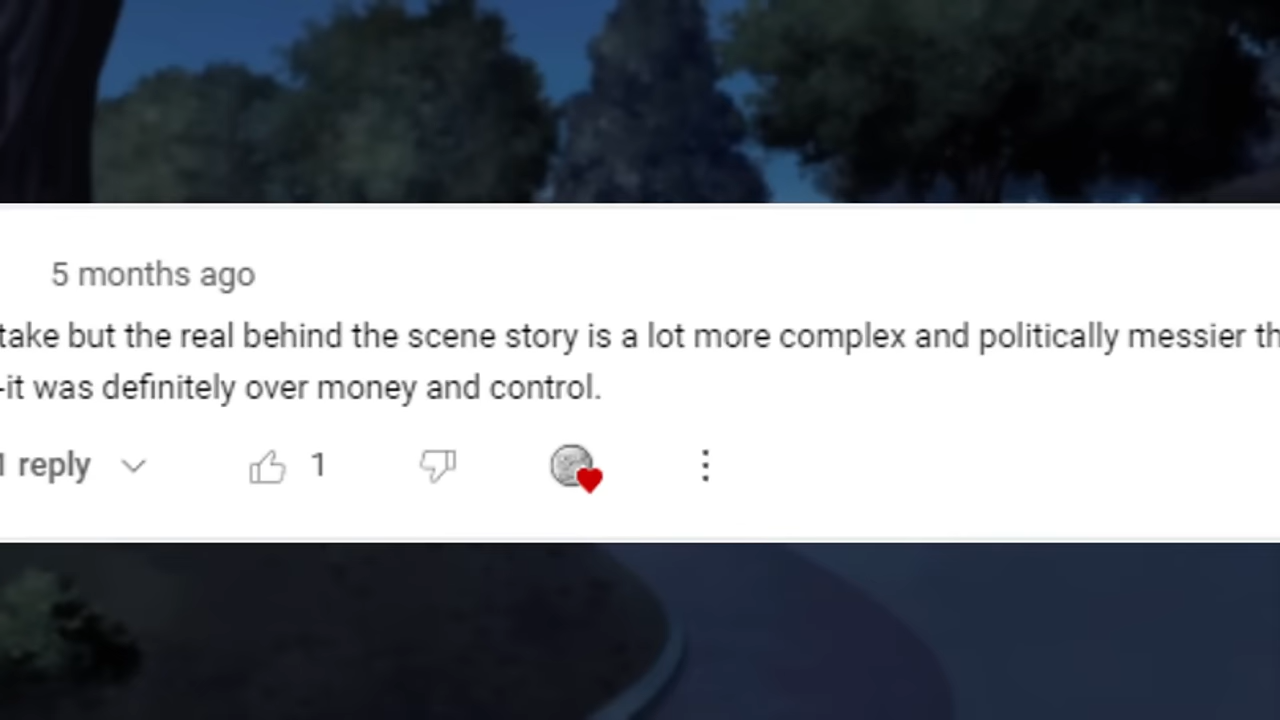 5 months ago
take but the real behind the scene story is a lot more complex and politically messier
-it was definitely over money and control.
1 reply
1